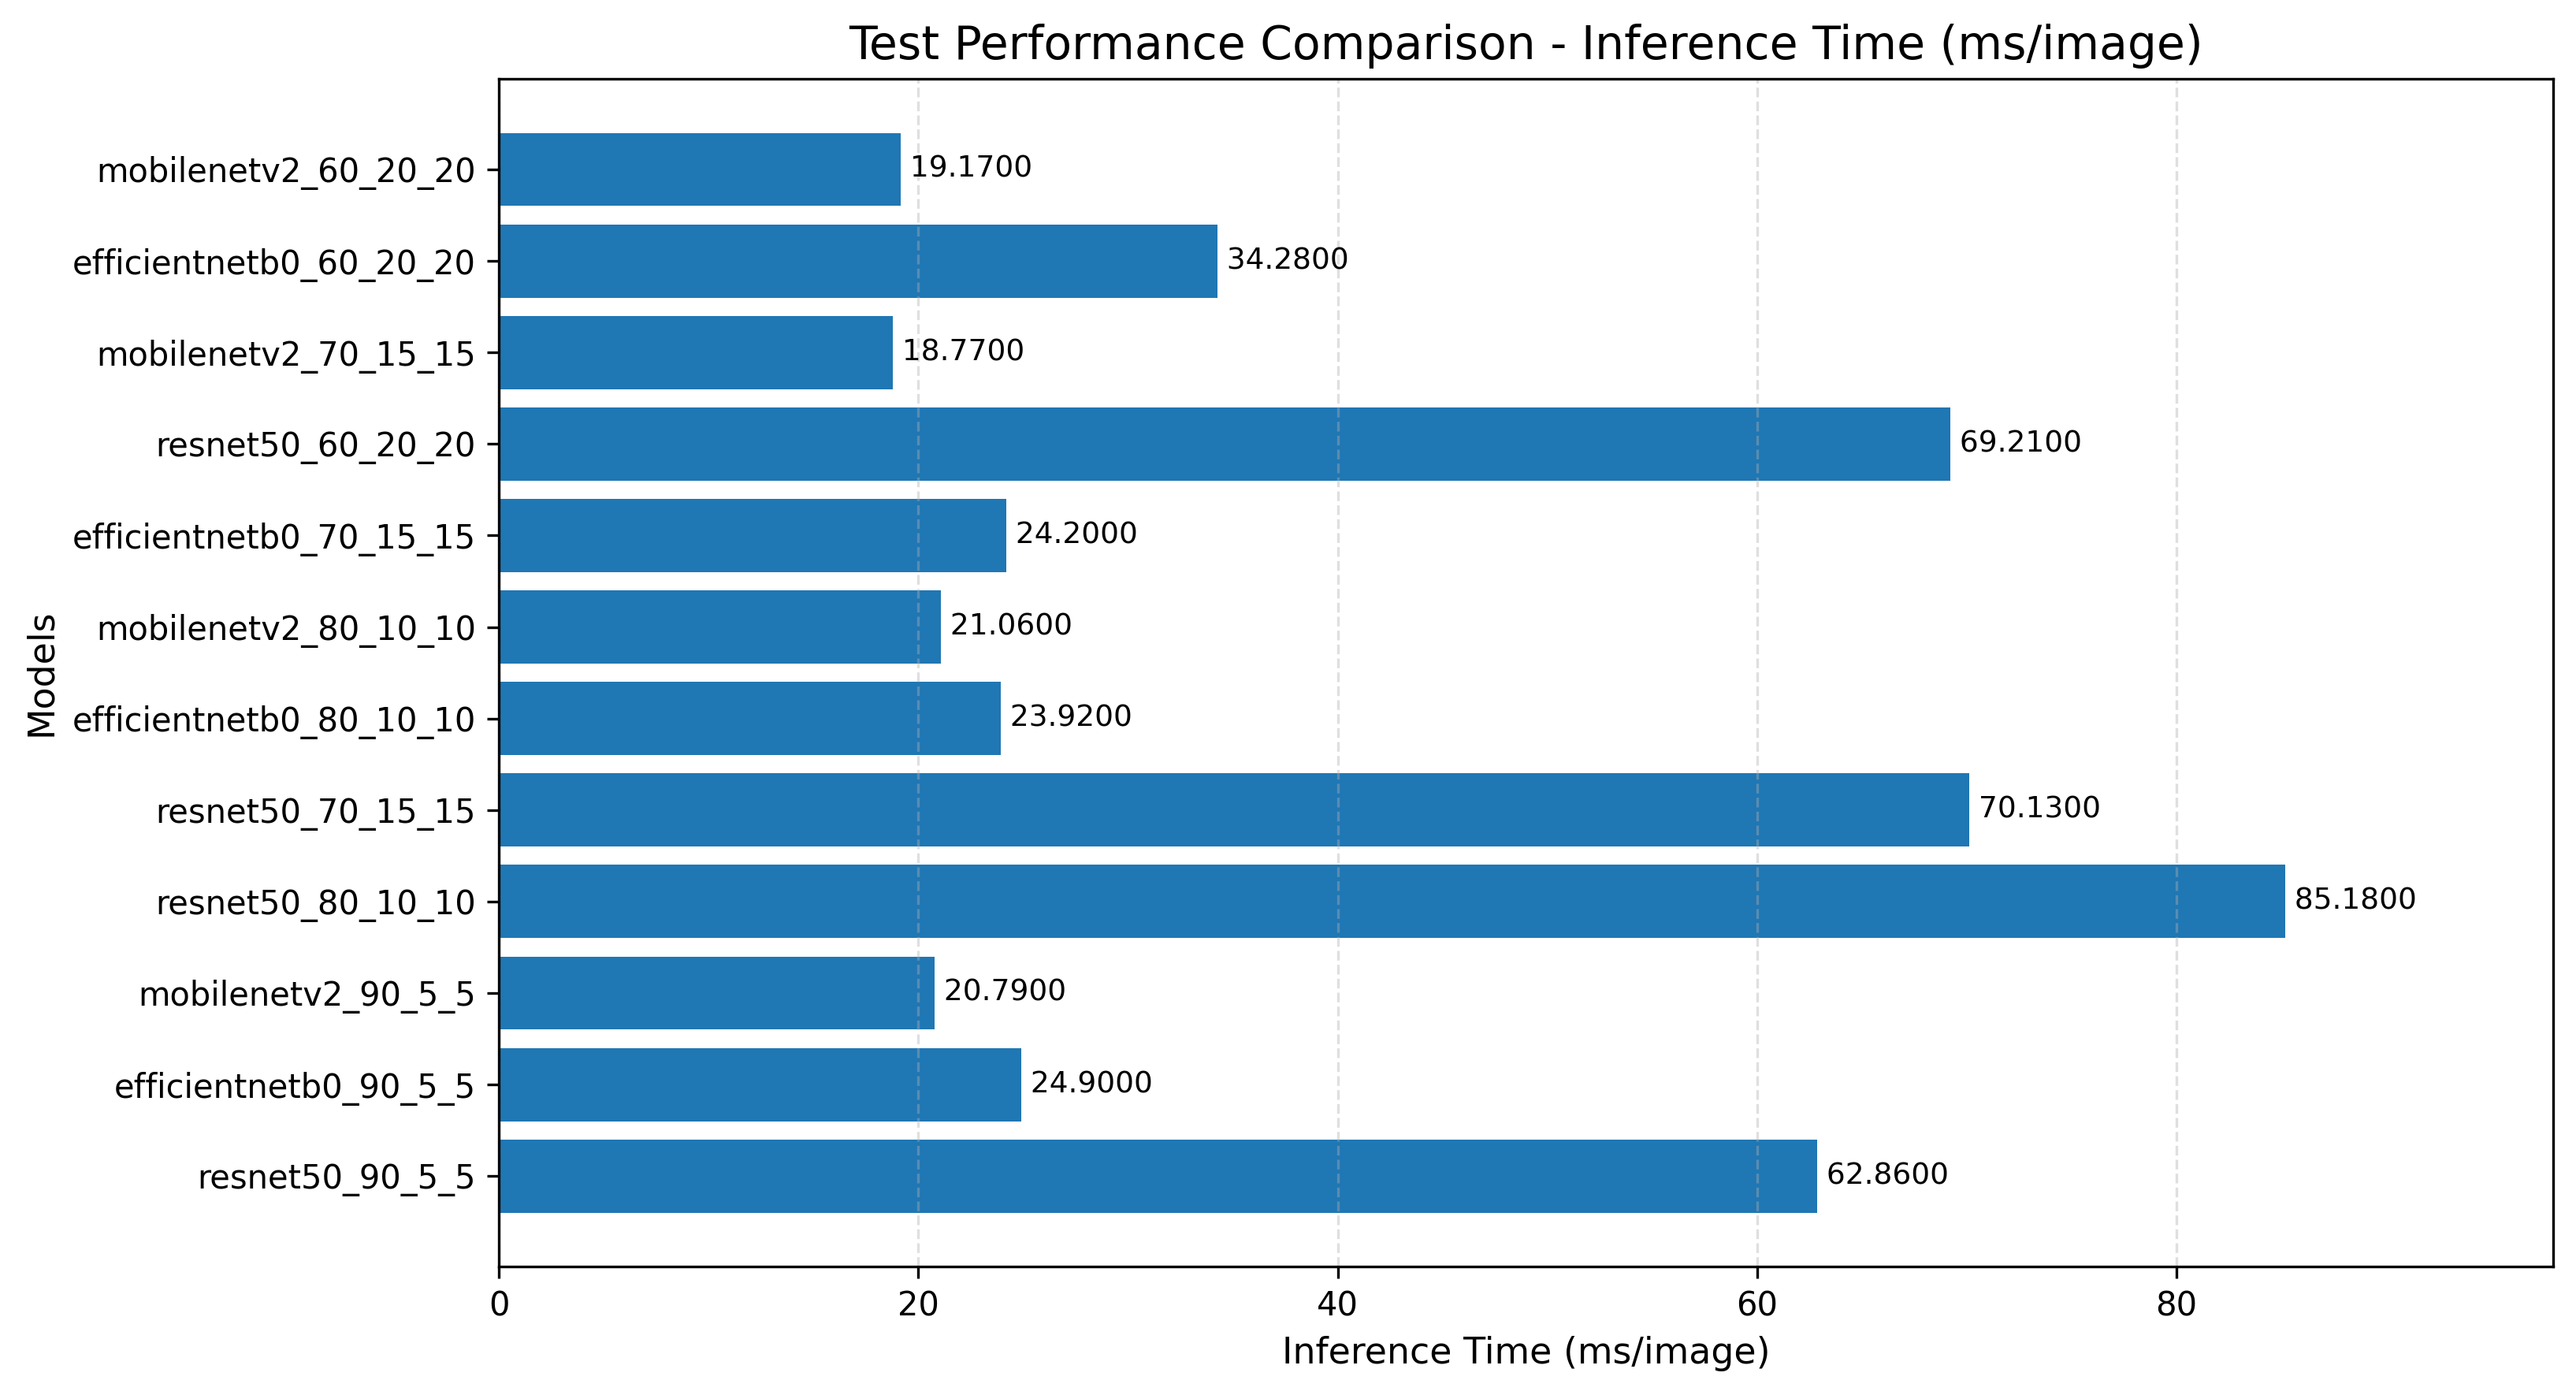 Test Performance Comparison - Inference Time (ms/image)
mobilenetv2_60_20_20 19.1700
efficientnetb0_60_20_20 34.2800
mobilenetv2_70_15_15 18.7700
resnet50_60_20_20 69.2100
efficientnetb0_70_15_15 24.2000
mobilenetv2_80_10_10 21.0600
efficientnetb0_80_10_10 23.9200
resnet50_70_15_15 70.1300
resnet50_80_10_10 85.1800
mobilenetv2_90_5_5 20.7900
efficientnetb0_90_5_5 24.9000
resnet50_90_5_5 62.8600
Models
0 20 40 60 80
Inference Time (ms/image)